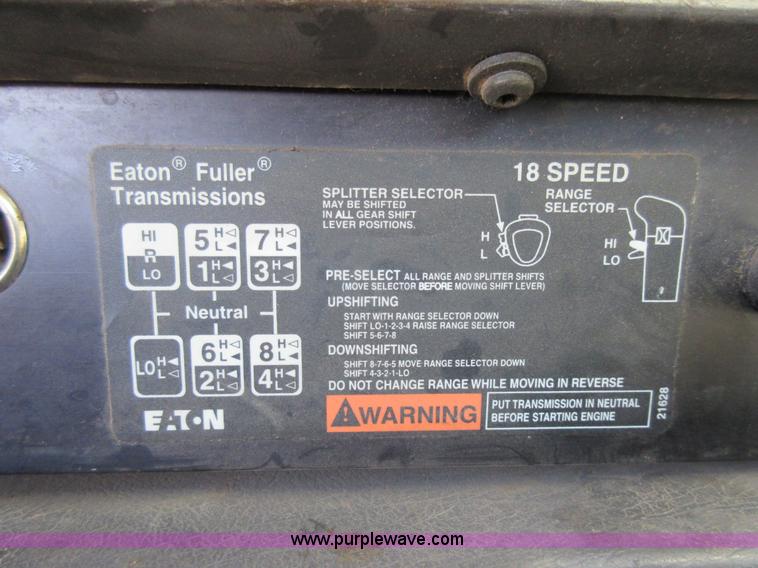 Eaton® Fuller®
Transmissions
18 SPEED
SPLITTER SELECTOR
MAY BE SHIFTED
IN ALL GEAR SHIFT
LEVER POSITIONS.
H
L
RANGE
SELECTOR
HI
LO
HI
R
LO
5 H L
1 H L
7 H L
3 H L
Neutral
LO H L
6 H L
2 H L
8 H L
4 H L
PRE-SELECT ALL RANGE AND SPLITTER SHIFTS
(MOVE SELECTOR BEFORE MOVING SHIFT LEVER)
UPSHIFTING
START WITH RANGE SELECTOR DOWN
SHIFT LO-1-2-3-4 RAISE RANGE SELECTOR
SHIFT 5-6-7-8
DOWNSHIFTING
SHIFT 8-7-6-5 MOVE RANGE SELECTOR DOWN
SHIFT 4-3-2-1-LO
DO NOT CHANGE RANGE WHILE MOVING IN REVERSE
EATON
WARNING
PUT TRANSMISSION IN NEUTRAL
BEFORE STARTING ENGINE
21628
www.purplewave.com